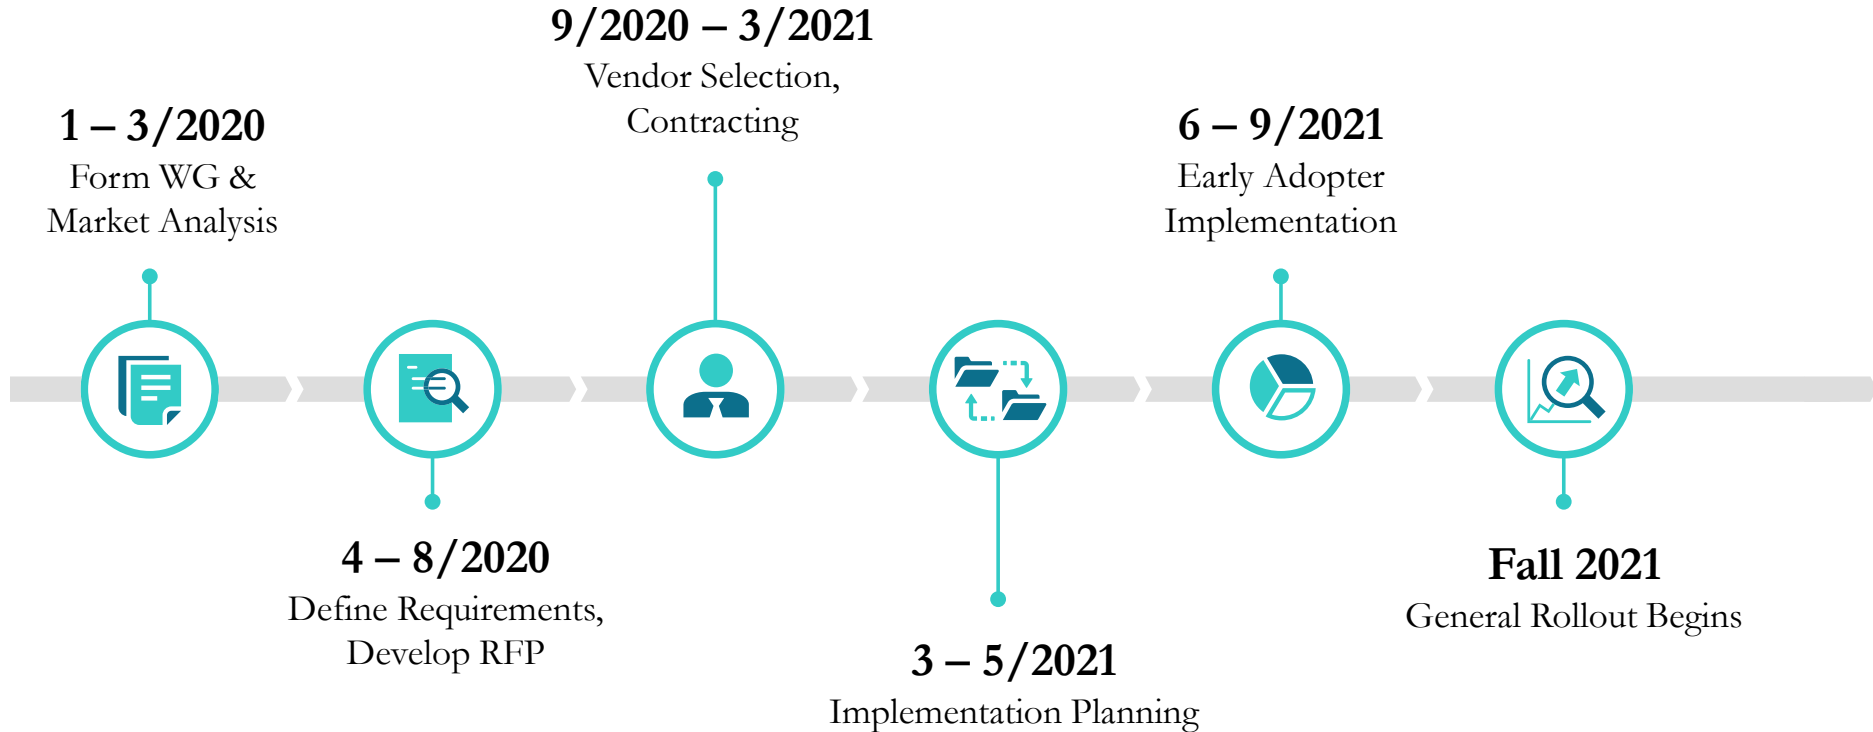 1 – 3/2020
Form WG &
Market Analysis
4 – 8/2020
Define Requirements,
Develop RFP
9/2020 – 3/2021
Vendor Selection,
Contracting
3 – 5/2021
Implementation Planning
6 – 9/2021
Early Adopter
Implementation
Fall 2021
General Rollout Begins